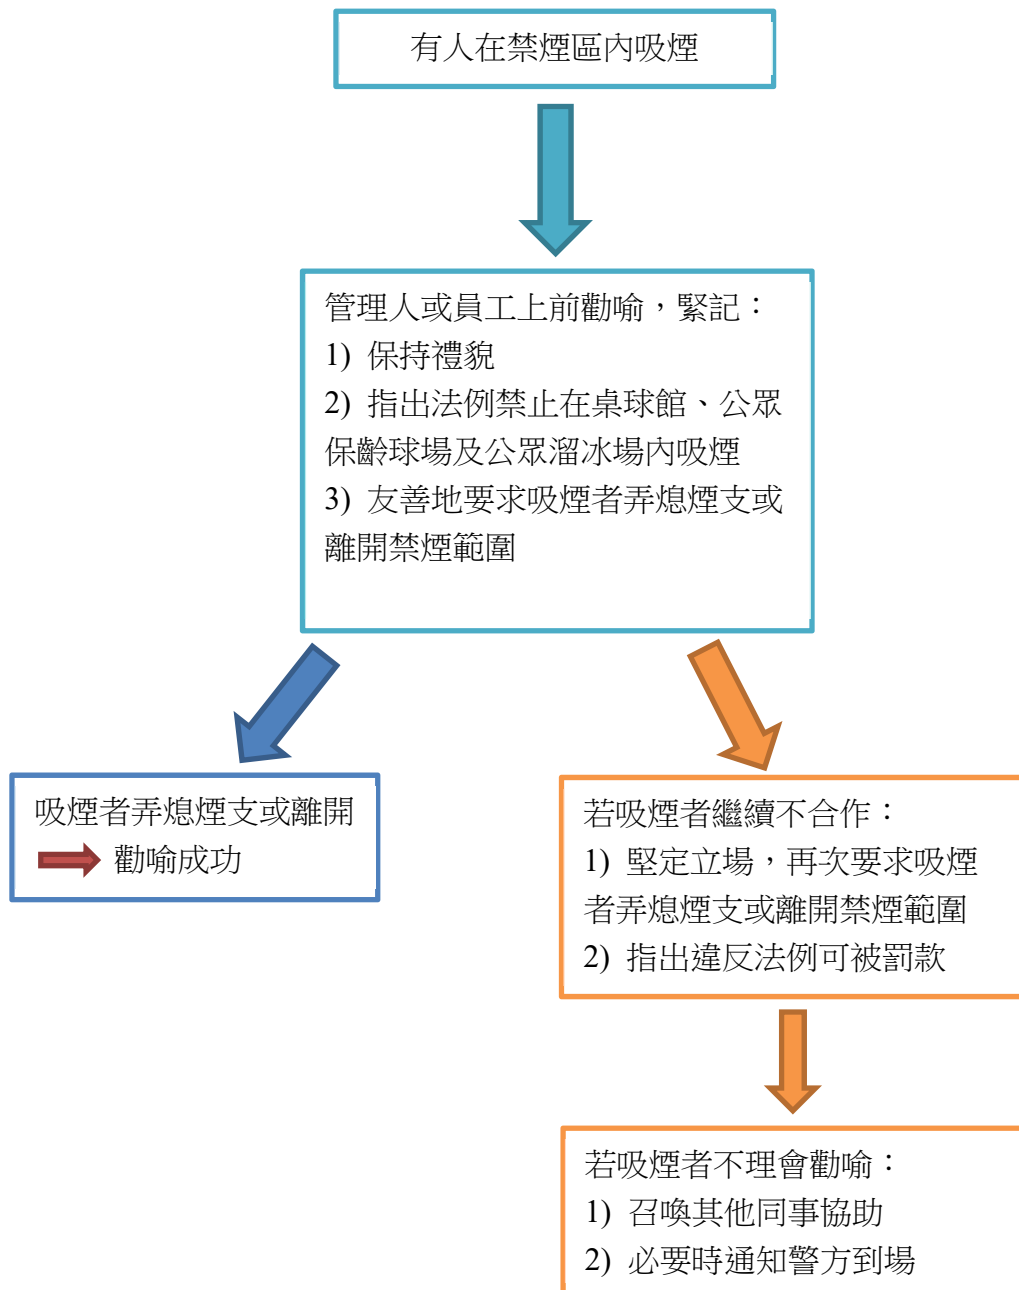 有人在禁煙區內吸煙
管理人或員工上前勸喻，緊記：
1) 保持禮貌
2) 指出法例禁止在桌球館、公眾
保齡球場及公眾溜冰場內吸煙
3) 友善地要求吸煙者弄熄煙支或
離開禁煙範圍
吸煙者弄熄煙支或離開
勸喻成功
若吸煙者繼續不合作：
1) 堅定立場，再次要求吸煙
者弄熄煙支或離開禁煙範圍
2) 指出違反法例可被罰款
若吸煙者不理會勸喻：
1) 召喚其他同事協助
2) 必要時通知警方到場